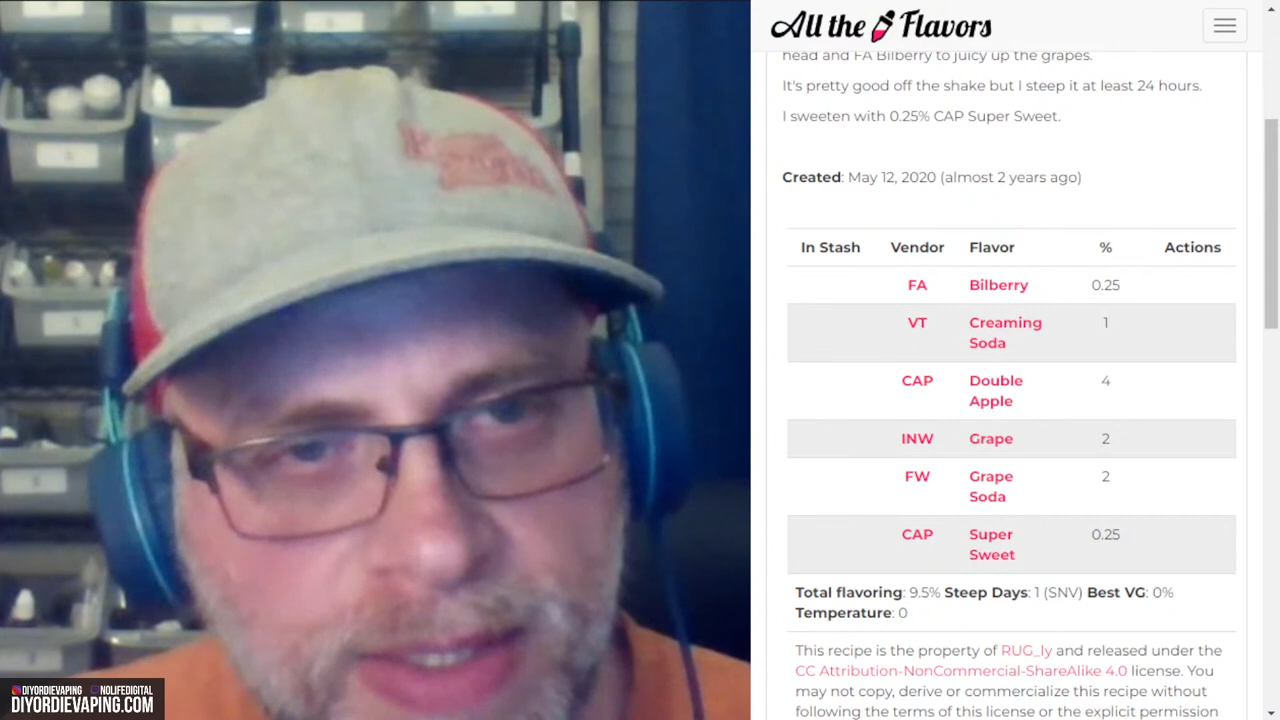 All the Flavors
head and FA Bilberry to juicy up the grapes.
It's pretty good off the shake but I steep it at least 24 hours.
I sweeten with 0.25% CAP Super Sweet.
Created: May 12, 2020 (almost 2 years ago)
In Stash Vendor Flavor % Actions
FA Bilberry 0.25
VT Creaming Soda 1
CAP Double Apple 4
INW Grape 2
FW Grape Soda 2
CAP Super Sweet 0.25
Total flavoring: 9.5% Steep Days: 1 (SNV) Best VG: 0%
Temperature: 0
This recipe is the property of RUG_ly and released under the
CC Attribution-NonCommercial-ShareAlike 4.0 license. You
may not copy, derive or commercialize this recipe without
following the terms of this license or the explicit permission
DIYORDIEVAPING NOLIFEDIGITAL
DIYORDIEVAPING.COM